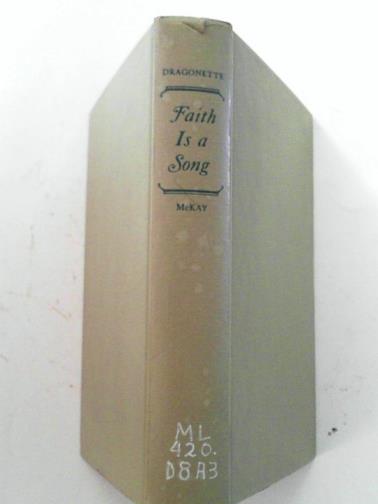 DRAGONETTE
Faith
Is a
Song
McKAY
ML
420.
D8A3